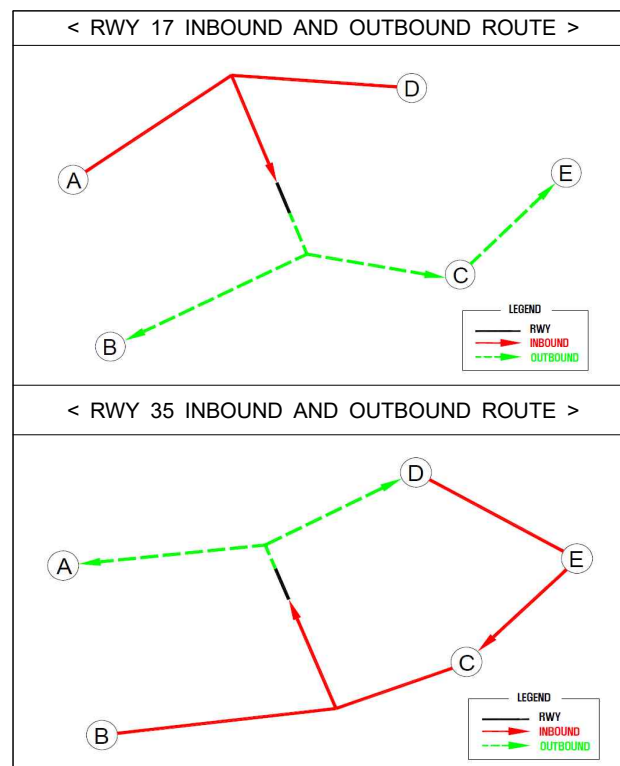 < RWY 17 INBOUND AND OUTBOUND ROUTE >
D
A
E
C
B
LEGEND
RWY
INBOUND
OUTBOUND
< RWY 35 INBOUND AND OUTBOUND ROUTE >
D
A
E
C
B
LEGEND
RWY
INBOUND
OUTBOUND